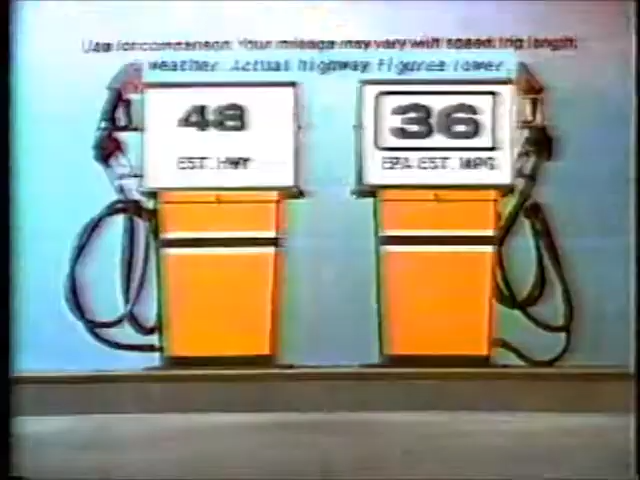 Use for comparison. Your mileage may vary with speed, trip length,
weather. Actual highway figures lower.
48
EST. HWY
36
EPA EST. MPG